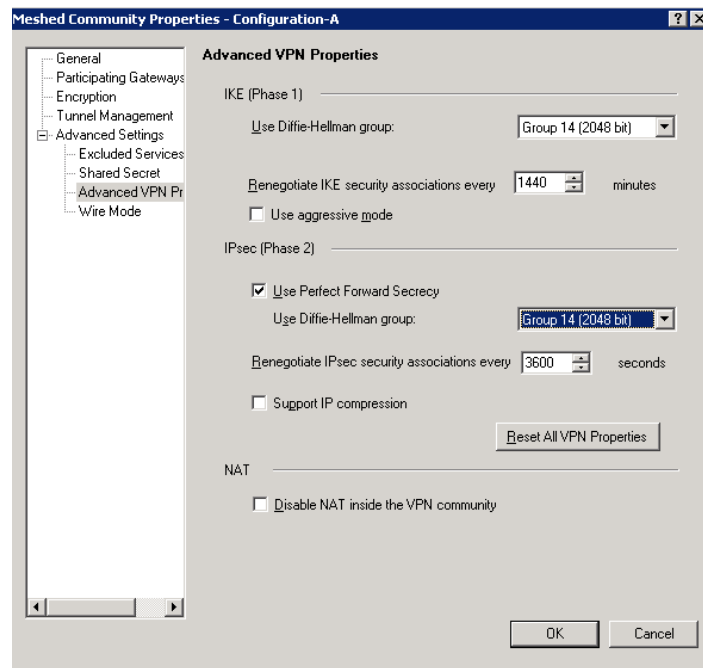 Meshed Community Properties - Configuration-A
General
Participating Gateways
Encryption
Tunnel Management
Advanced Settings
Excluded Services
Shared Secret
Advanced VPN Pr
Wire Mode
Advanced VPN Properties
IKE (Phase 1)
Use Diffie-Hellman group: Group 14 (2048 bit)
Renegotiate IKE security associations every 1440 minutes
Use aggressive mode
IPsec (Phase 2)
Use Perfect Forward Secrecy
Use Diffie-Hellman group: Group 14 (2048 bit)
Renegotiate IPsec security associations every 3600 seconds
Support IP compression
Reset All VPN Properties
NAT
Disable NAT inside the VPN community
OK Cancel